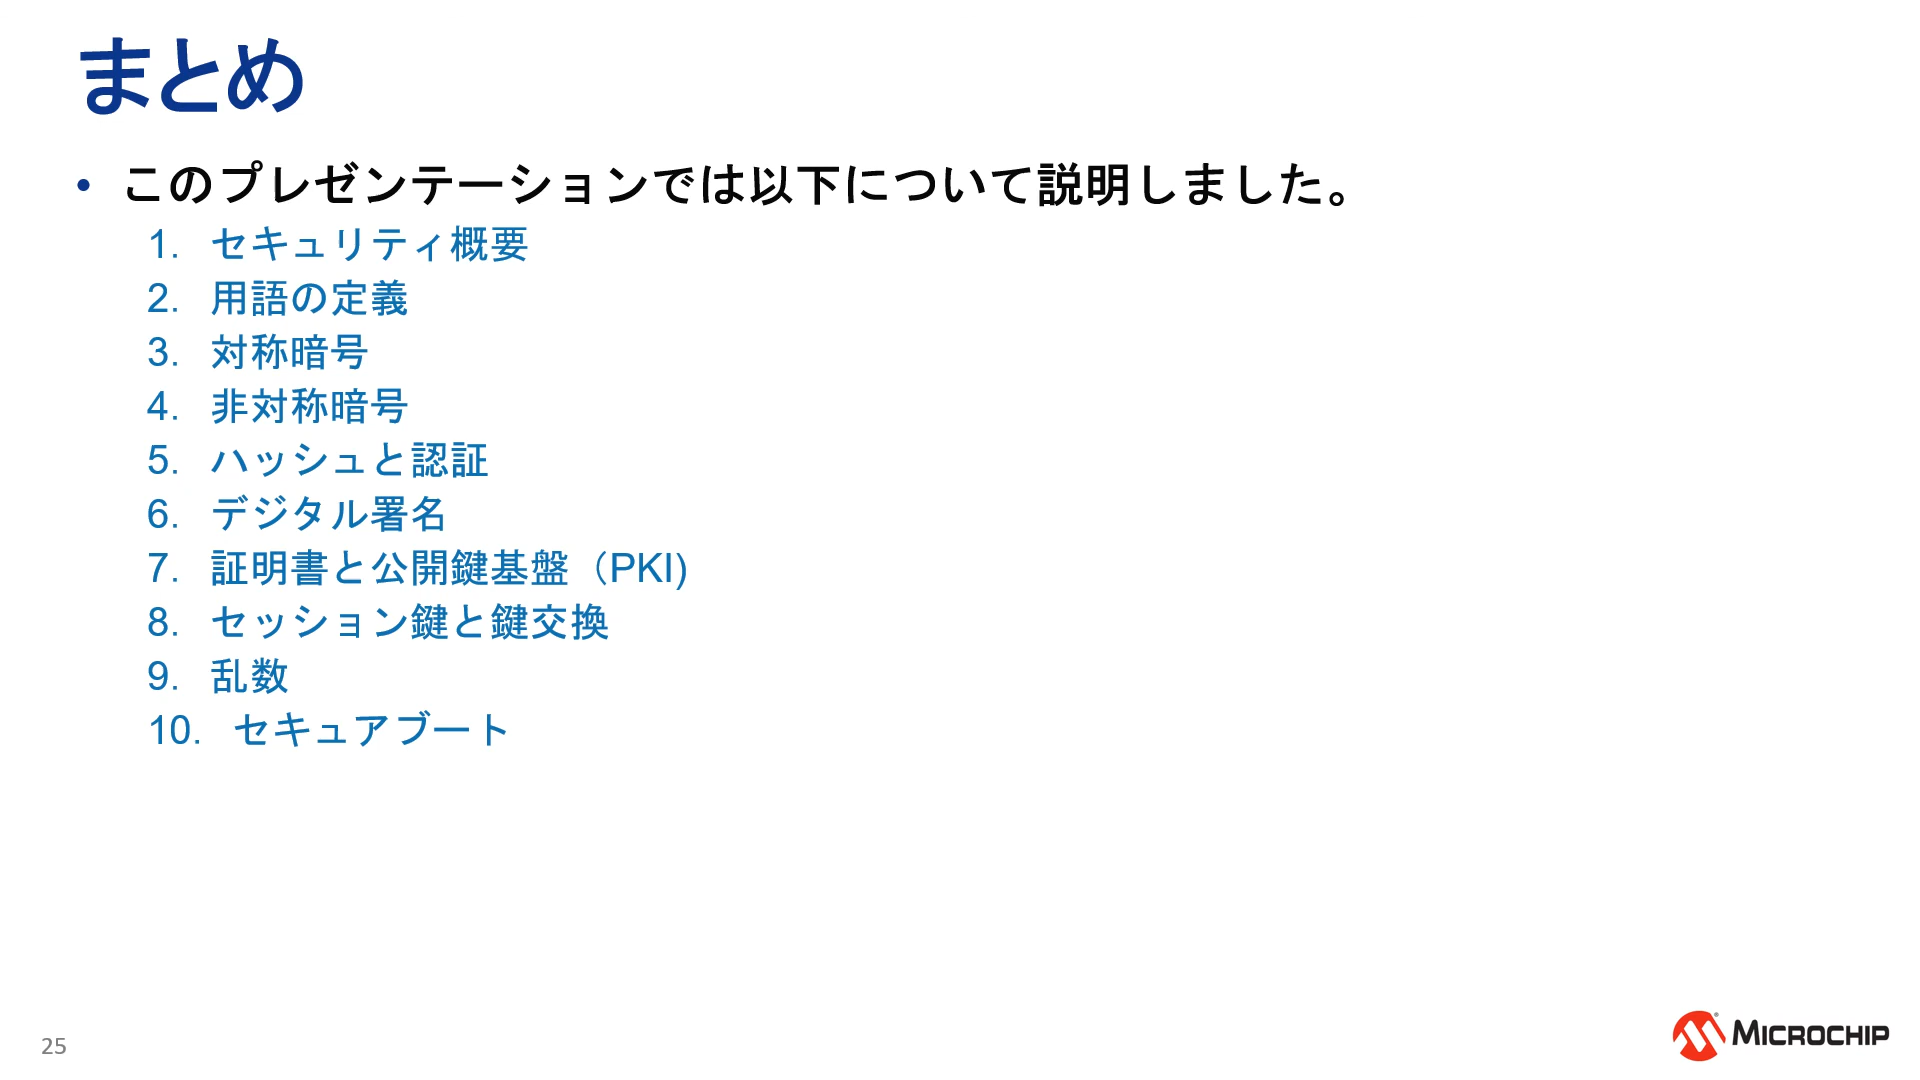 まとめ
• このプレゼンテーションでは以下について説明しました。
1. セキュリティ概要
2. 用語の定義
3. 対称暗号
4. 非対称暗号
5. ハッシュと認証
6. デジタル署名
7. 証明書と公開鍵基盤（PKI)
8. セッション鍵と鍵交換
9. 乱数
10. セキュアブート
25
MICROCHIP